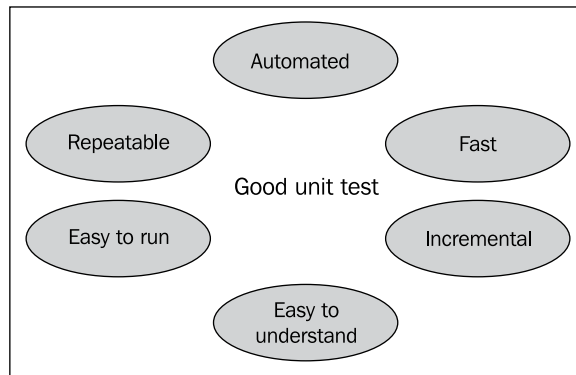 Automated
Repeatable
Fast
Good unit test
Easy to run
Incremental
Easy to
understand